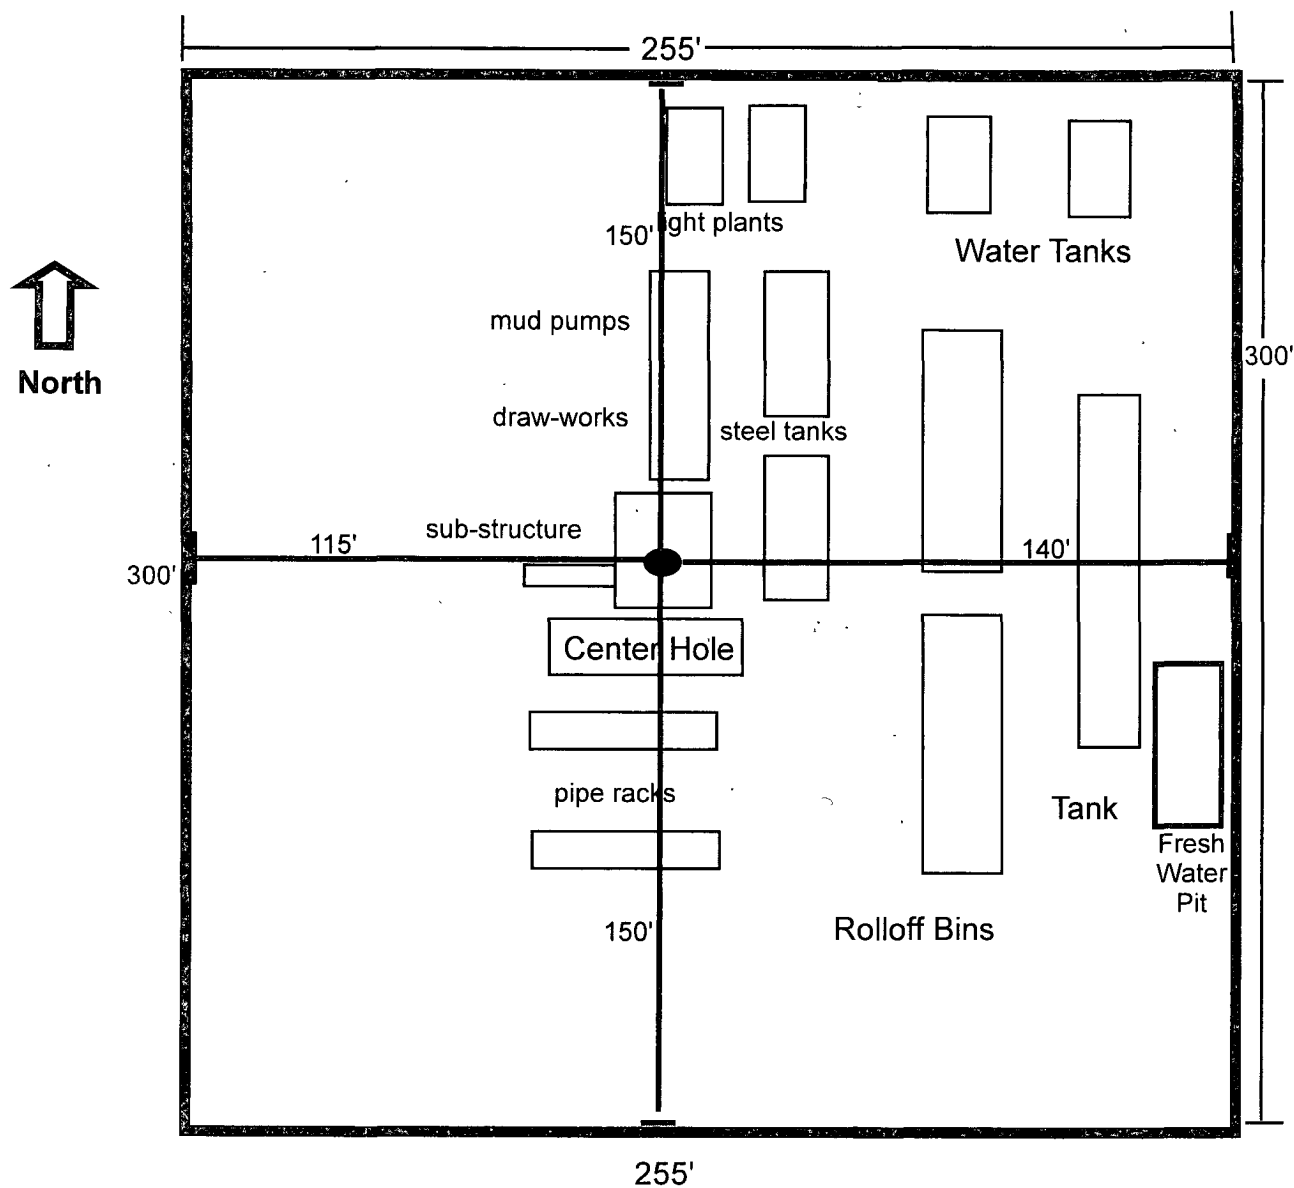 255'
light plants
150'
Water Tanks
mud pumps
300'
North
draw-works
steel tanks
sub-structure
115'
140'
300'
Center Hole
pipe racks
Tank
Fresh
Water
Pit
150'
Rolloff Bins
255'